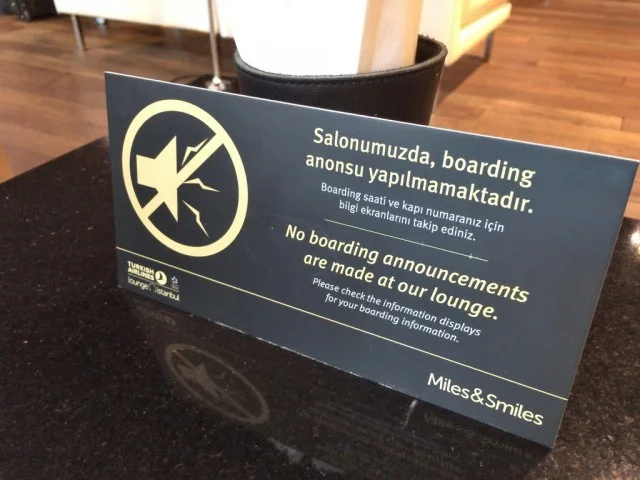 Salonumuzda, boarding
anonsu yapılmamaktadır.
Boarding saati ve kapı numaranız için
bilgi ekranlarını takip ediniz.
No boarding announcements
are made at our lounge.
Please check the information displays
for your boarding information.
TURKISH
AIRLINES
lounge istanbul
Miles&Smiles